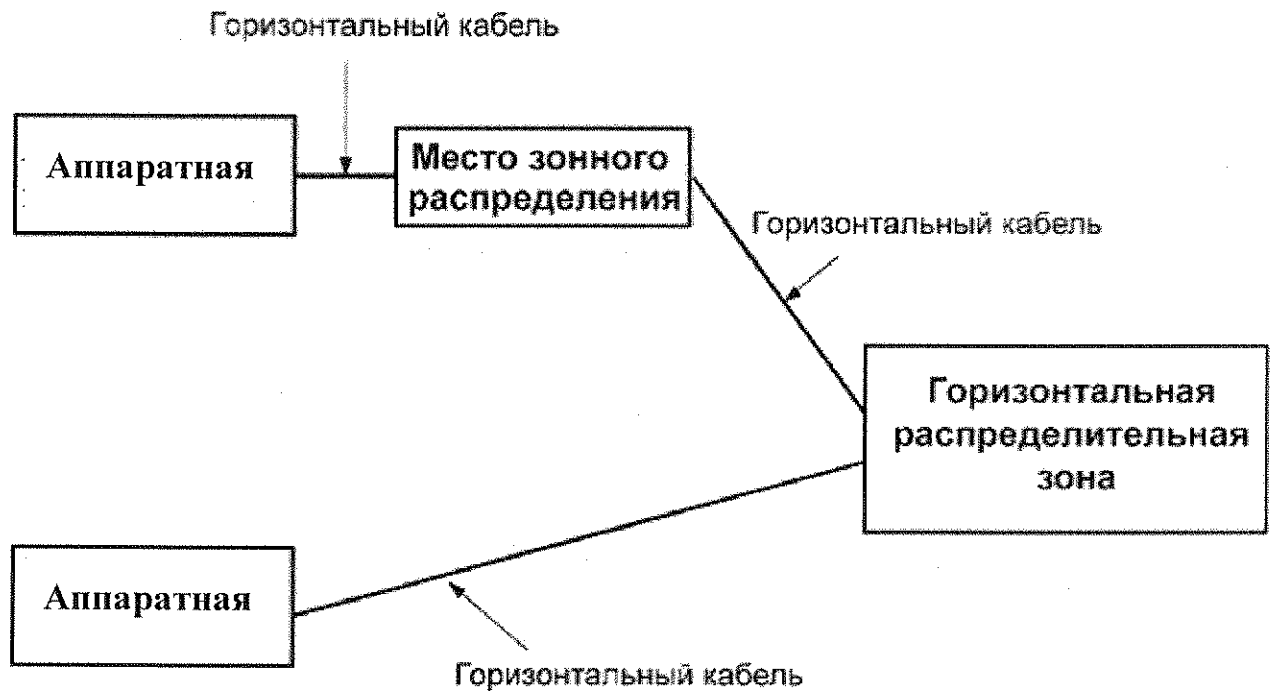 Горизонтальный кабель
Аппаратная
Место зонного
распределения
Горизонтальный кабель
Горизонтальная
распределительная
зона
Аппаратная
Горизонтальный кабель